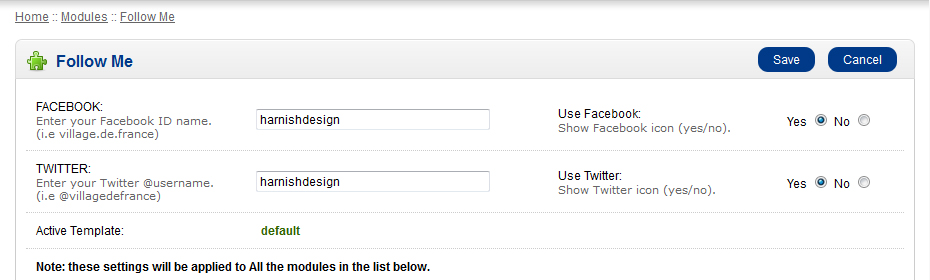 Home :: Modules :: Follow Me
Follow Me
Save
Cancel
FACEBOOK:
Enter your Facebook ID name.
(i.e village.de.france)
harnishdesign
Use Facebook:
Show Facebook icon (yes/no).
Yes No
TWITTER:
Enter your Twitter @username.
(i.e @villagedefrance)
harnishdesign
Use Twitter:
Show Twitter icon (yes/no).
Yes No
Active Template:
default
Note: these settings will be applied to All the modules in the list below.